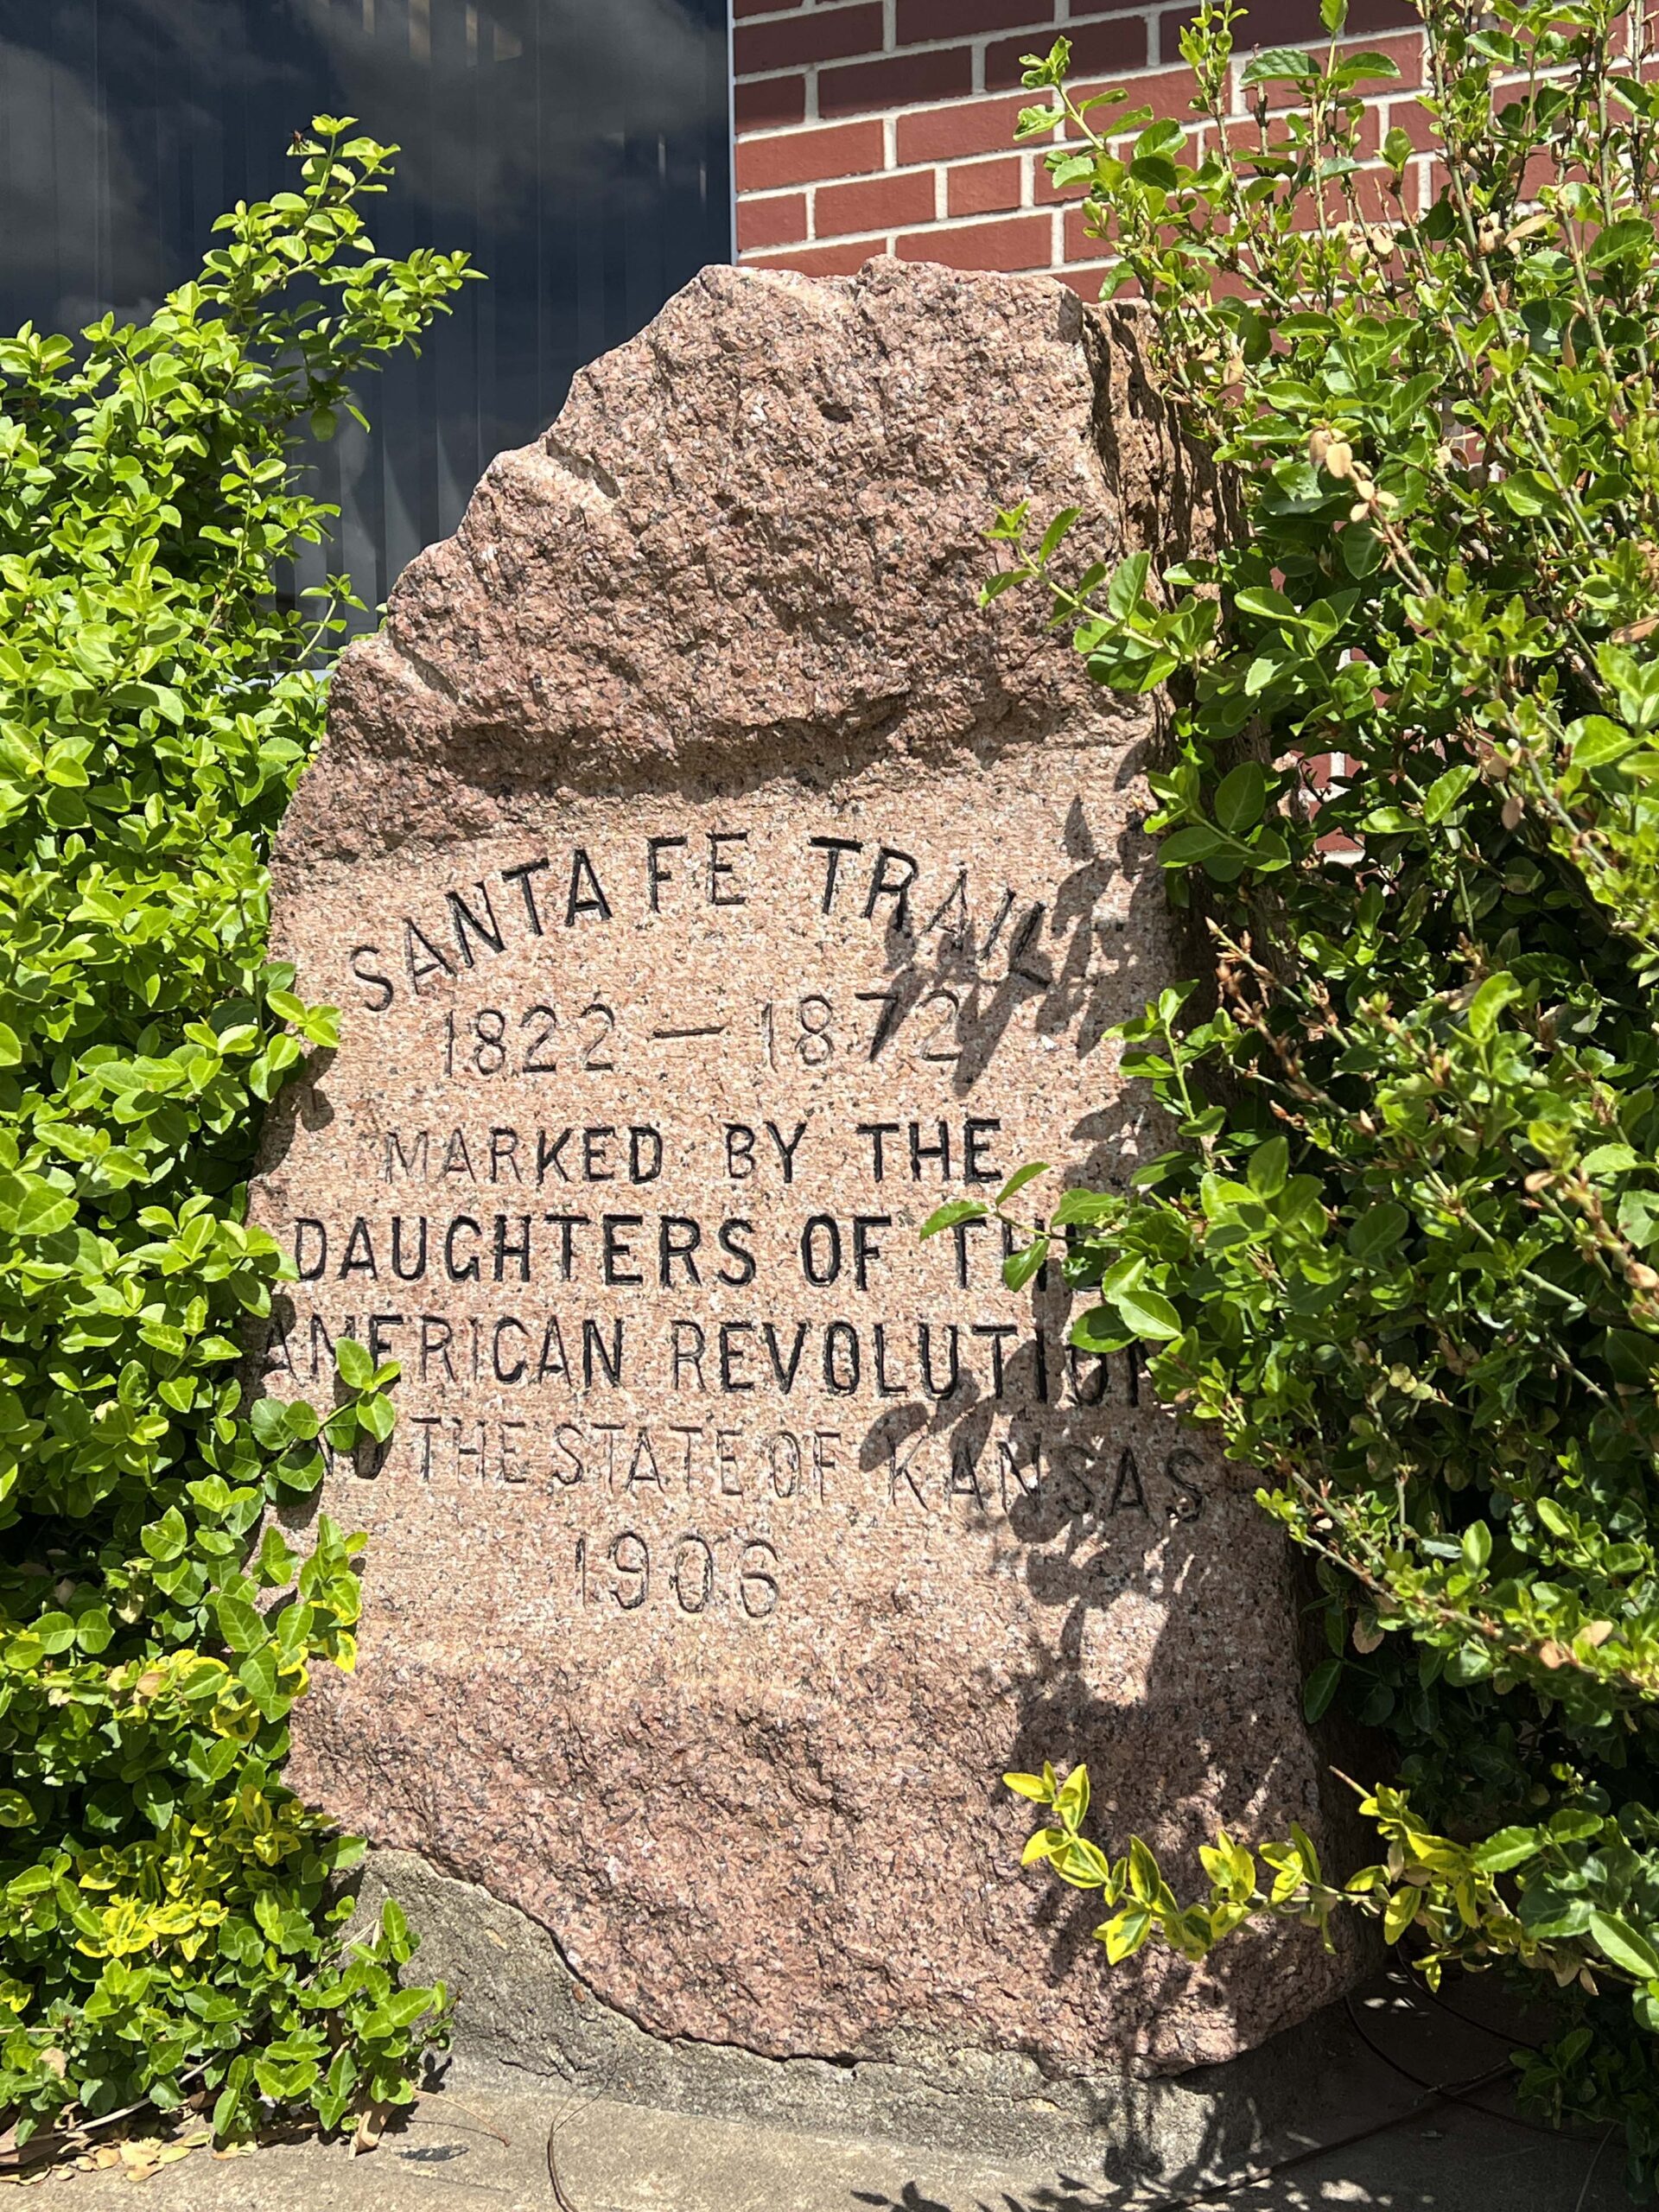 SANTA FE TRAIL
1822 — 1872
MARKED BY THE
DAUGHTERS OF THE
AMERICAN REVOLUTION
THE STATE OF KANSAS
1906